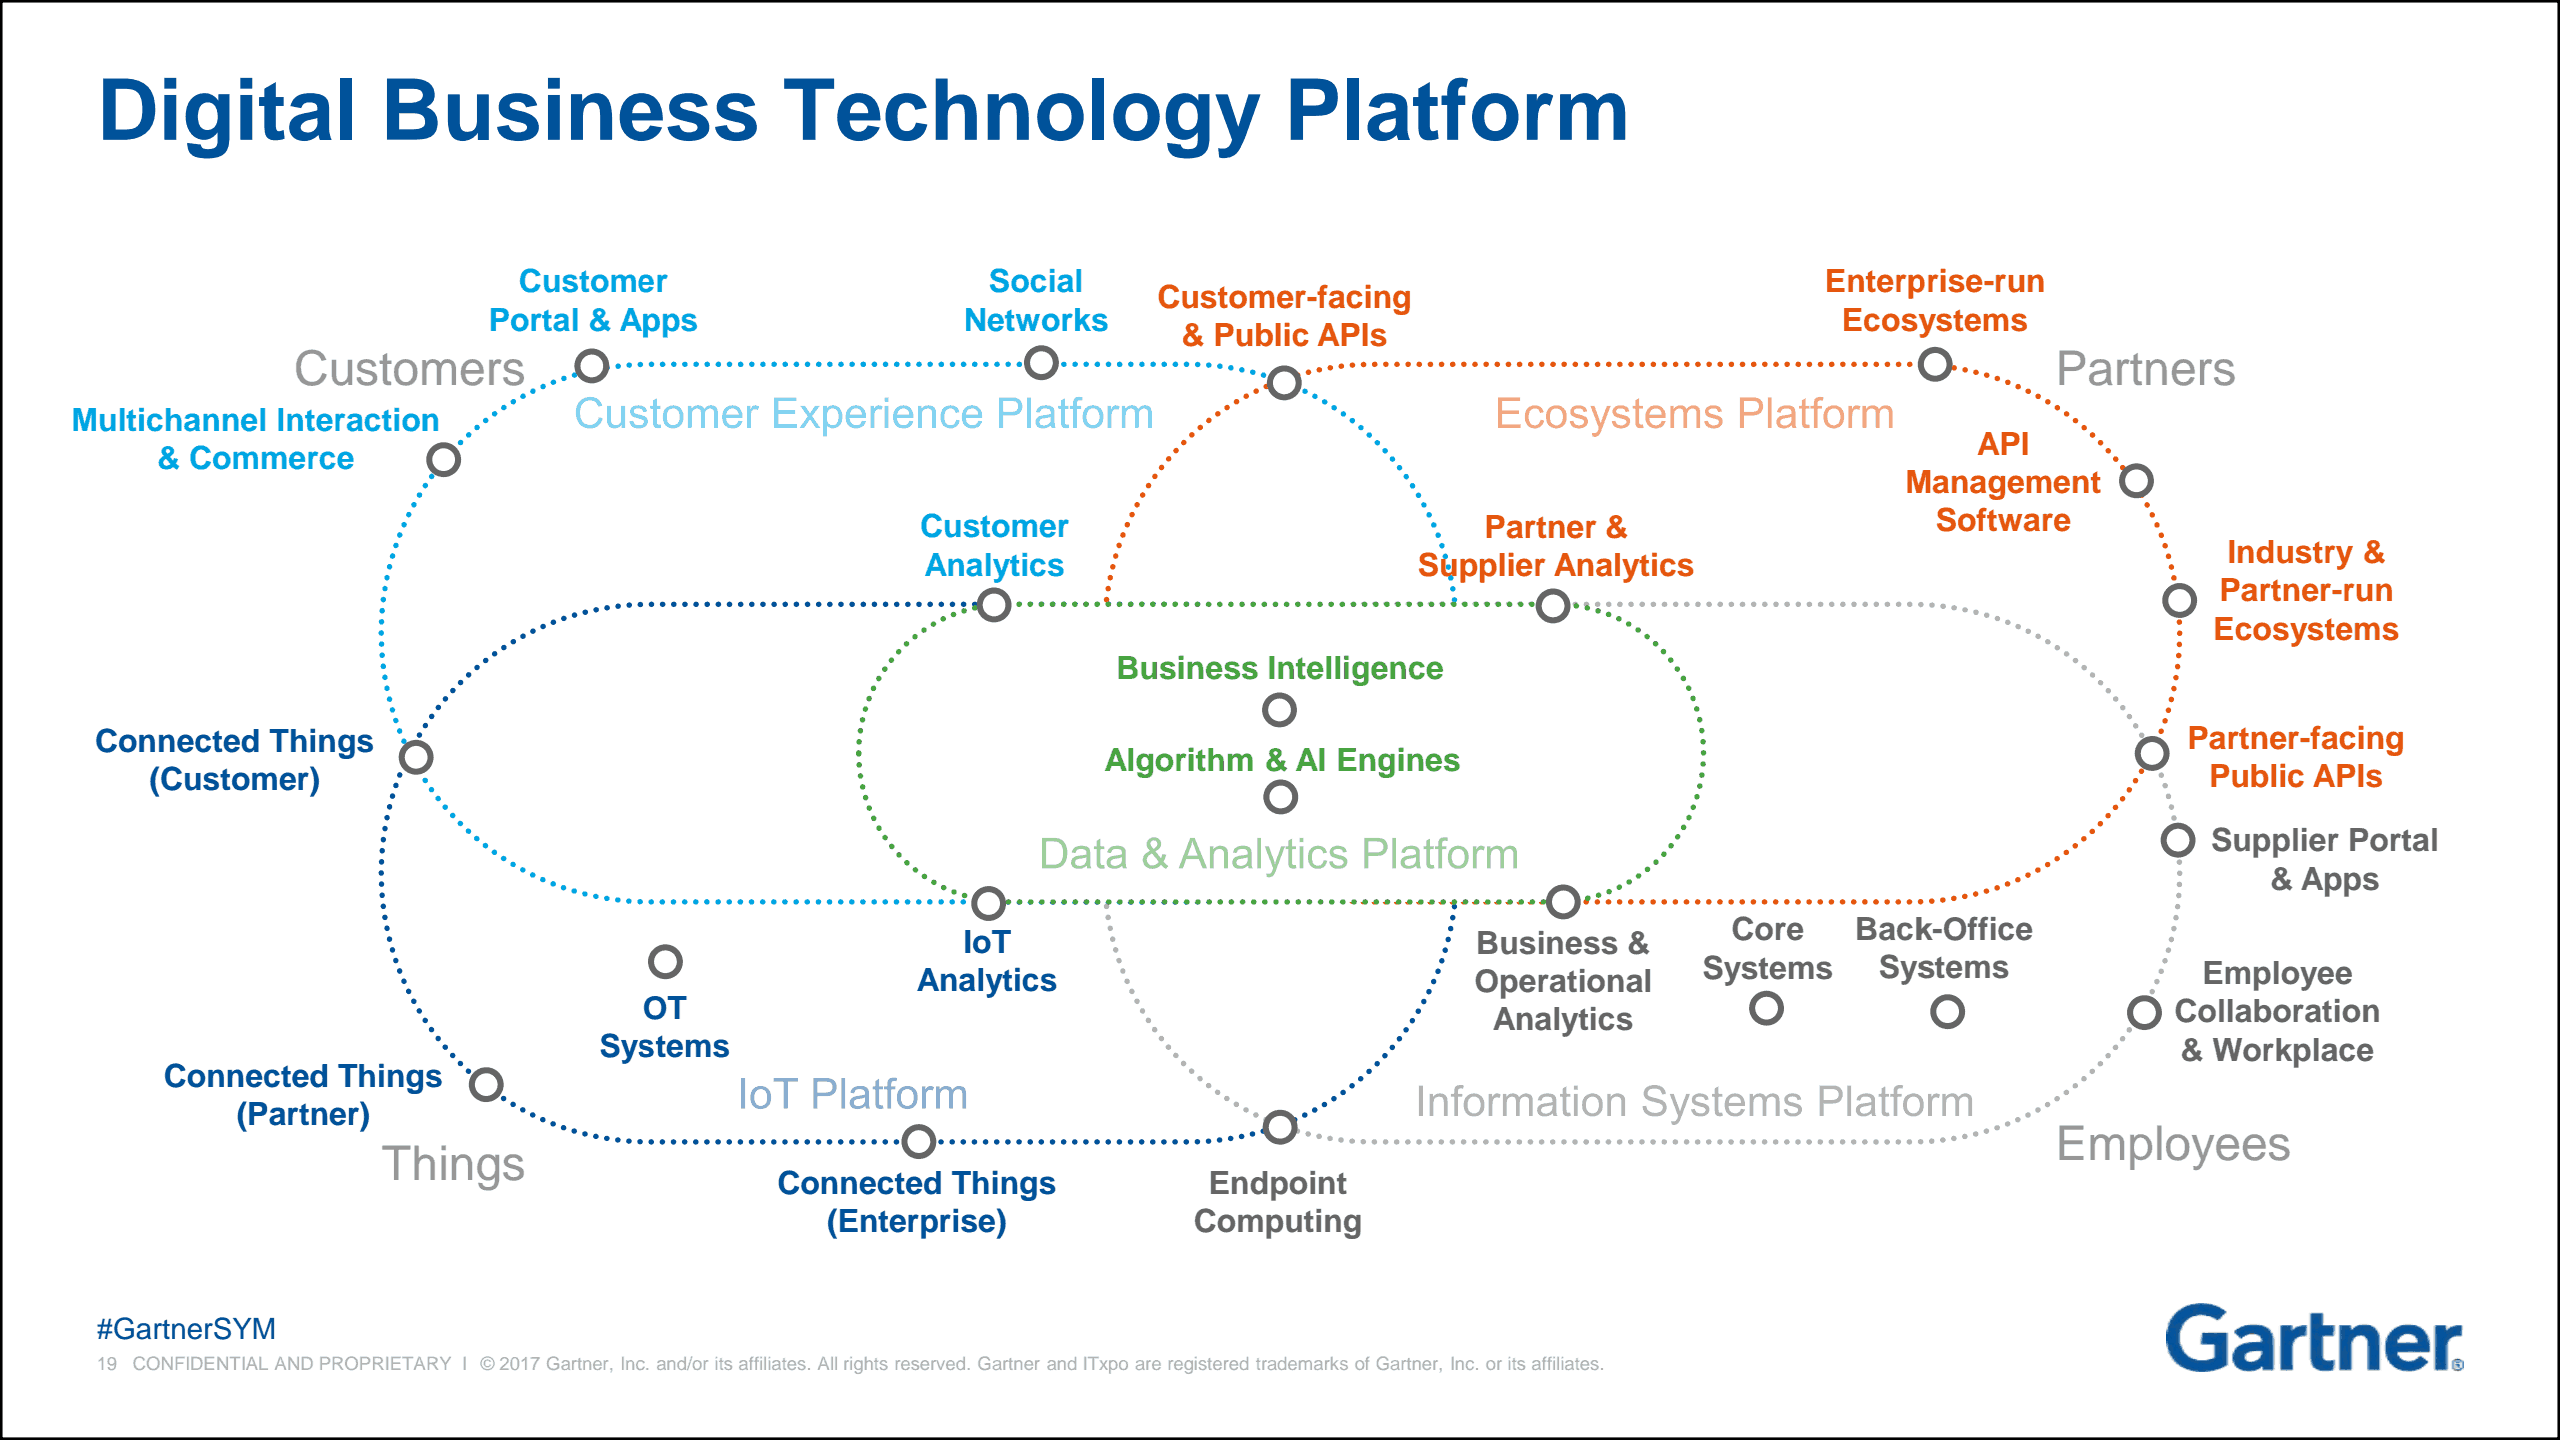 Digital Business Technology Platform
Customer
Portal & Apps
Social
Networks
Customer-facing
& Public APIs
Enterprise-run
Ecosystems
Customers
Partners
Multichannel Interaction
& Commerce
Customer Experience Platform
Ecosystems Platform
API
Management
Software
Customer
Analytics
Partner &
Supplier Analytics
Industry &
Partner-run
Ecosystems
Business Intelligence
Connected Things
(Customer)
Algorithm & AI Engines
Partner-facing
Public APIs
Data & Analytics Platform
Supplier Portal
& Apps
IoT
Analytics
Business &
Operational
Analytics
Core
Systems
Back-Office
Systems
OT
Systems
Employee
Collaboration
& Workplace
Connected Things
(Partner)
IoT Platform
Information Systems Platform
Things
Employees
Connected Things
(Enterprise)
Endpoint
Computing
#GartnerSYM
19 CONFIDENTIAL AND PROPRIETARY I © 2017 Gartner, Inc. and/or its affiliates. All rights reserved. Gartner and ITxpo are registered trademarks of Gartner, Inc. or its affiliates.
Gartner®